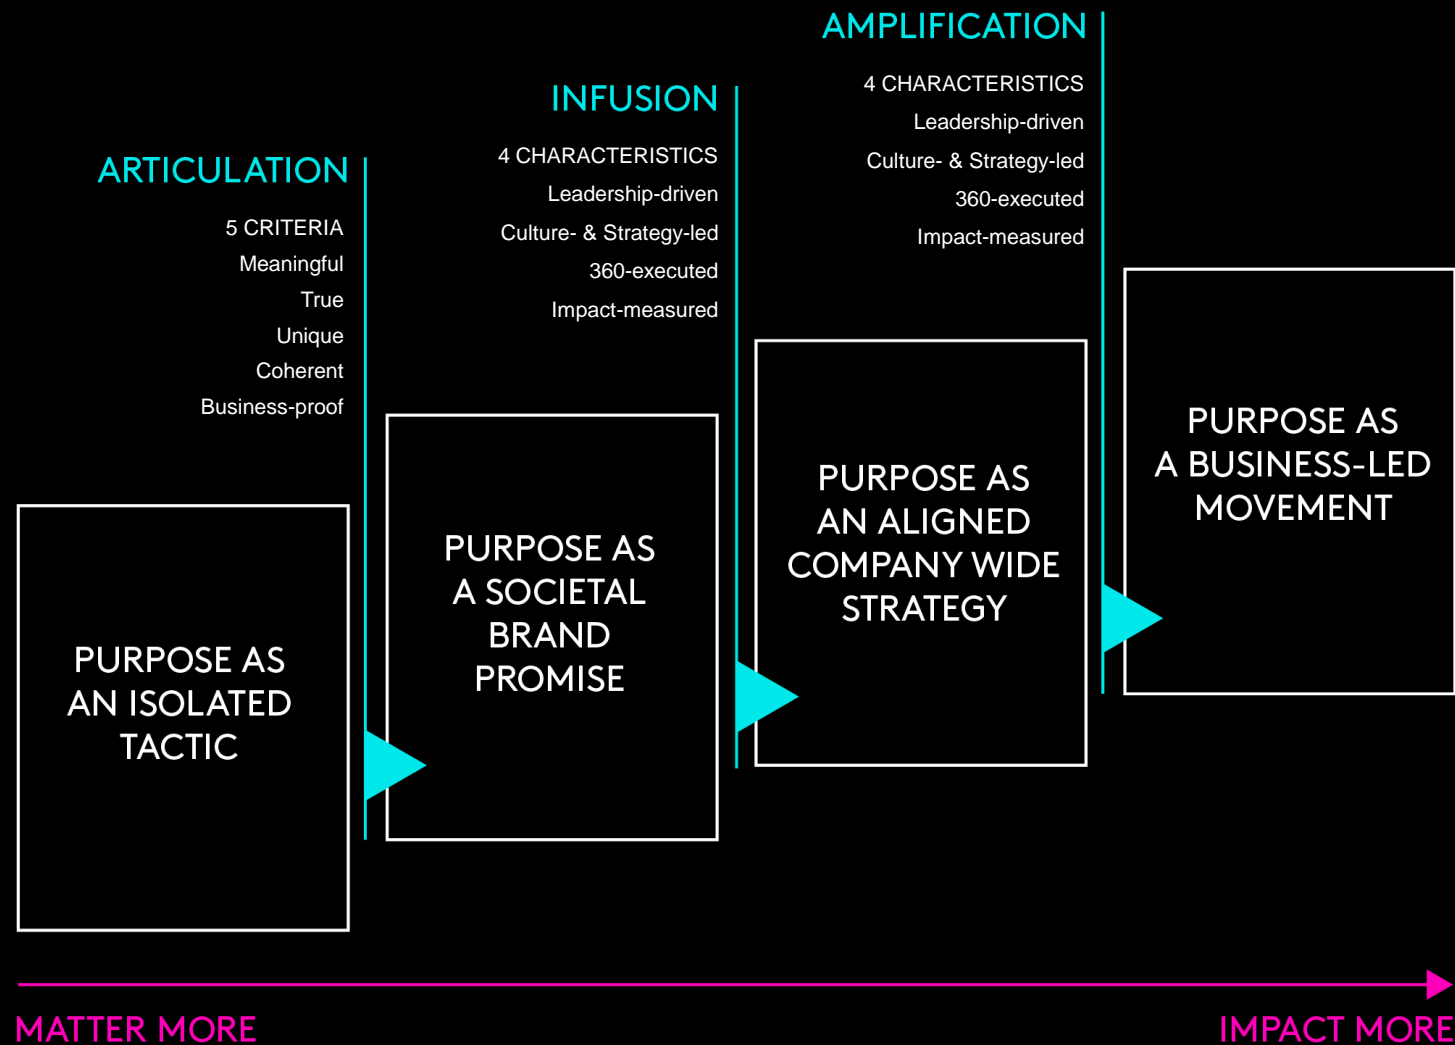 ARTICULATION
5 CRITERIA
Meaningful
True
Unique
Coherent
Business-proof
INFUSION
4 CHARACTERISTICS
Leadership-driven
Culture- & Strategy-led
360-executed
Impact-measured
AMPLIFICATION
4 CHARACTERISTICS
Leadership-driven
Culture- & Strategy-led
360-executed
Impact-measured
PURPOSE AS
AN ISOLATED
TACTIC
PURPOSE AS
A SOCIETAL
BRAND
PROMISE
PURPOSE AS
AN ALIGNED
COMPANY WIDE
STRATEGY
PURPOSE AS
A BUSINESS-LED
MOVEMENT
MATTER MORE
IMPACT MORE